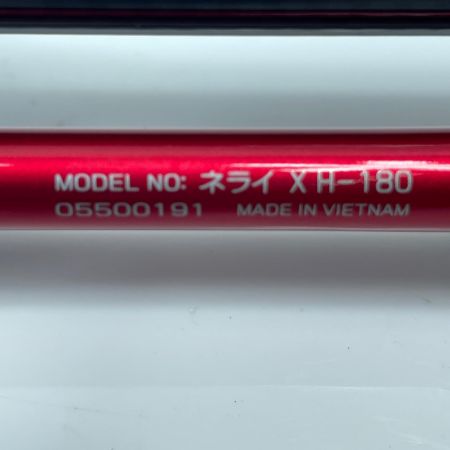 MODEL NO: ネライ X H-180
05500191 MADE IN VIETNAM